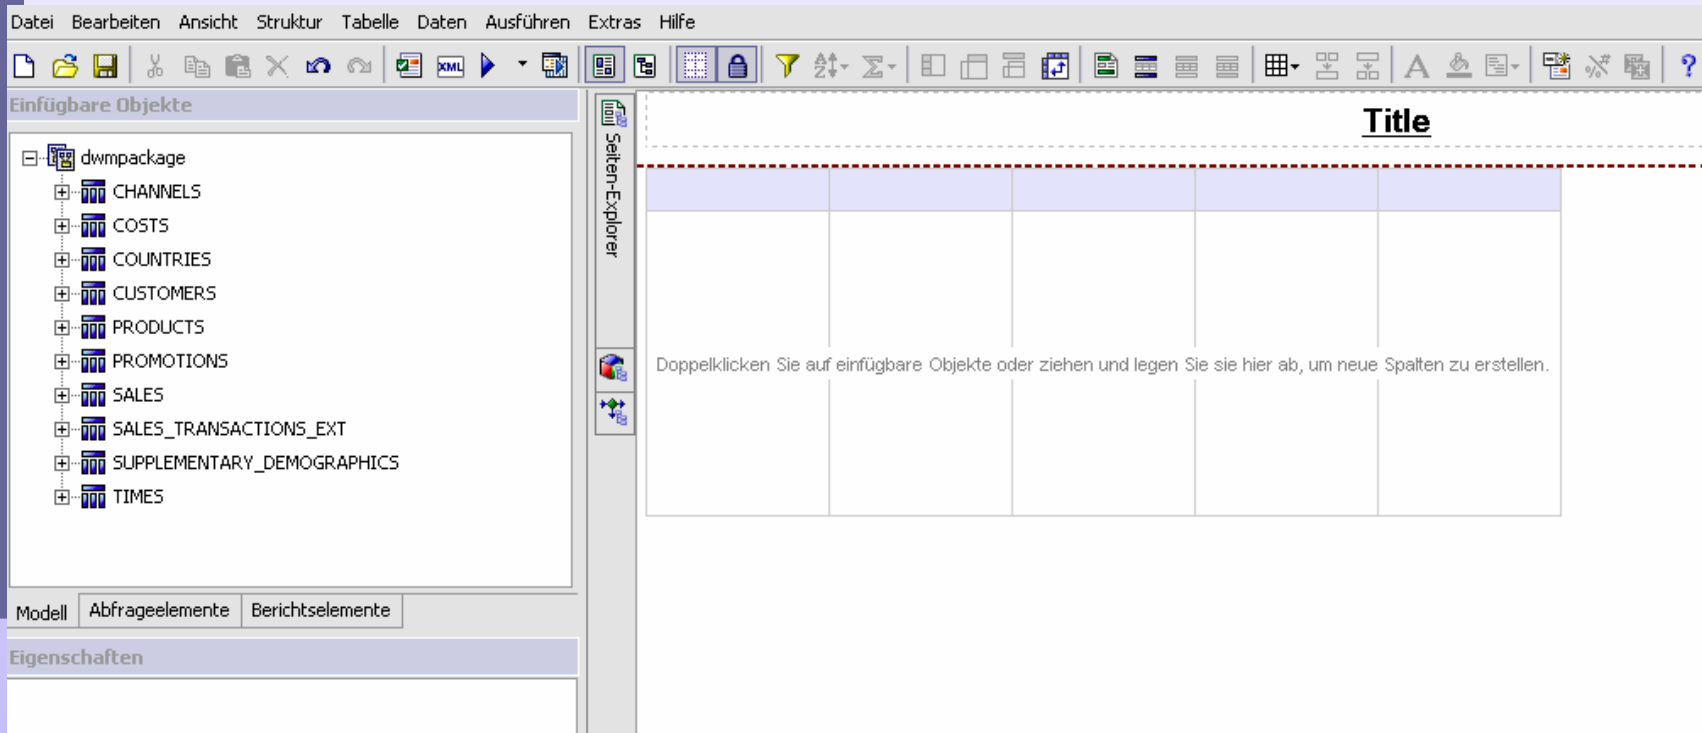 Datei Bearbeiten Ansicht Struktur Tabelle Daten Ausführen Extras Hilfe
XML
Einfügbare Objekte
dwmpackage
CHANNELS
COSTS
COUNTRIES
CUSTOMERS
PRODUCTS
PROMOTIONS
SALES
SALES_TRANSACTIONS_EXT
SUPPLEMENTARY_DEMOGRAPHICS
TIMES
Modell Abfrageelemente Berichtselemente
Eigenschaften
Seiten-Explorer
Title
Doppelklicken Sie auf einfügbare Objekte oder ziehen und legen Sie sie hier ab, um neue Spalten zu erstellen.